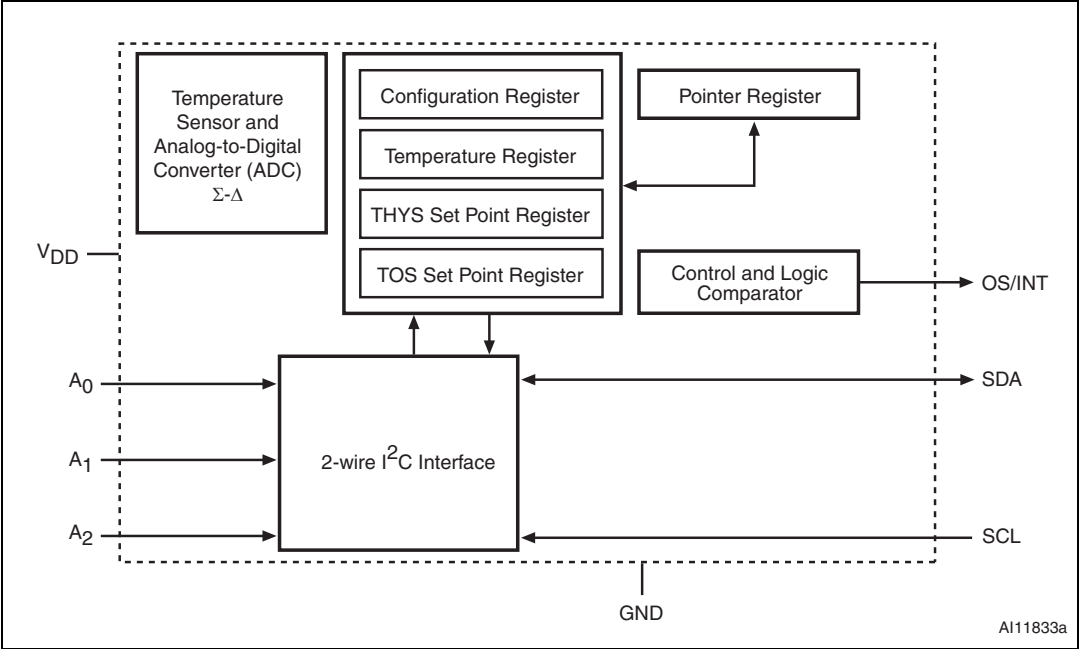 Temperature
Sensor and
Analog-to-Digital
Converter (ADC)
Σ-Δ
Configuration Register
Temperature Register
THYS Set Point Register
TOS Set Point Register
Pointer Register
Control and Logic
Comparator
VDD
OS/INT
A0
A1
A2
2-wire I2C Interface
SDA
SCL
GND
AI11833a